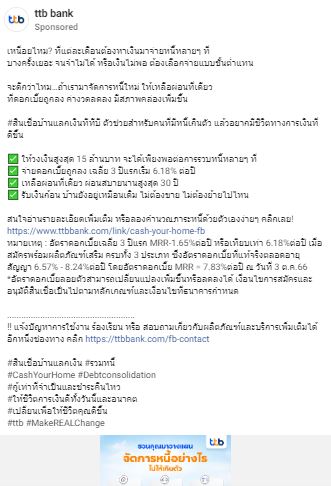 ttb bank
Sponsored
เหนื่อยไหม? ที่แต่ละเดือนต้องหาเงินมาจ่ายหนี้หลายๆ ที่
บางครั้งเยอะ จนจำไม่ได้ หรือเงินไม่พอ ต้องเลือกจ่ายแบบขั้นต่ำแทน
จะดีกว่าไหม...ถ้าเรามาจัดการหนี้ใหม่ ให้เหลือผ่อนที่เดียว
ที่ดอกเบี้ยถูกลง ค่างวดลดลง มีสภาพคล่องเพิ่มขึ้น
#สินเชื่อบ้านแลกเงินทีทีบี ตัวช่วยสำหรับคนที่มีหนี้เกินตัว แล้วอยากมีชีวิตทางการเงินที่
ดีขึ้น
✅ ให้วงเงินสูงสุด 15 ล้านบาท จะได้เพียงพอต่อการรวบหนี้หลายๆ ที่
✅ จ่ายดอกเบี้ยถูกลง เฉลี่ย 3 ปีแรกเริ่ม 6.18% ต่อปี
✅ เหลือผ่อนที่เดียว ผ่อนสบายนานสูงสุด 30 ปี
✅ รับเงินก้อน บ้านยังอยู่เหมือนเดิม ไม่ต้องขาย ไม่ต้องย้ายไปไหน
สนใจอ่านรายละเอียดเพิ่มเติม หรือลองคำนวณภาระหนี้ด้วยตัวเองง่ายๆ คลิกเลย!
https://www.ttbbank.com/link/cash-your-home-fb
หมายเหตุ : อัตราดอกเบี้ยเฉลี่ย 3 ปีแรก MRR-1.65%ต่อปี หรือเทียบเท่า 6.18%ต่อปี เมื่อ
สมัครพร้อมผลิตภัณฑ์เสริม ครบทั้ง 3 ประเภท ซึ่งอัตราดอกเบี้ยที่แท้จริงตลอดอายุ
สัญญา 6.57% - 8.24%ต่อปี โดยอัตราดอกเบี้ย MRR = 7.83%ต่อปี ณ วันที่ 3 ต.ค.66
*อัตราดอกเบี้ยลอยตัวสามารถเปลี่ยนแปลงเพิ่มขึ้นหรือลดลงได้ เงื่อนไขการสมัครและ
อนุมัติสินเชื่อเป็นไปตามหลักเกณฑ์และเงื่อนไขที่ธนาคารกำหนด
!! แจ้งปัญหาการใช้งาน ร้องเรียน หรือ สอบถามเกี่ยวกับผลิตภัณฑ์และบริการเพิ่มเติมได้
อีกหนึ่งช่องทาง คลิก https://ttbbank.com/fb-contact
#สินเชื่อบ้านแลกเงิน #รวมหนี้
#CashYourHome #Debtconsolidation
#กู้เท่าที่จำเป็นและชำระคืนไหว
#ให้ชีวิตการเงินดีทั้งวันนี้และอนาคต
#เปลี่ยนเพื่อให้ชีวิตคุณดีขึ้น
#ttb #MakeREALChange
ชวนคุณมาวางแผน
ttb
จัดการหนี้อย่างไร
ไม่ให้เกินตัว